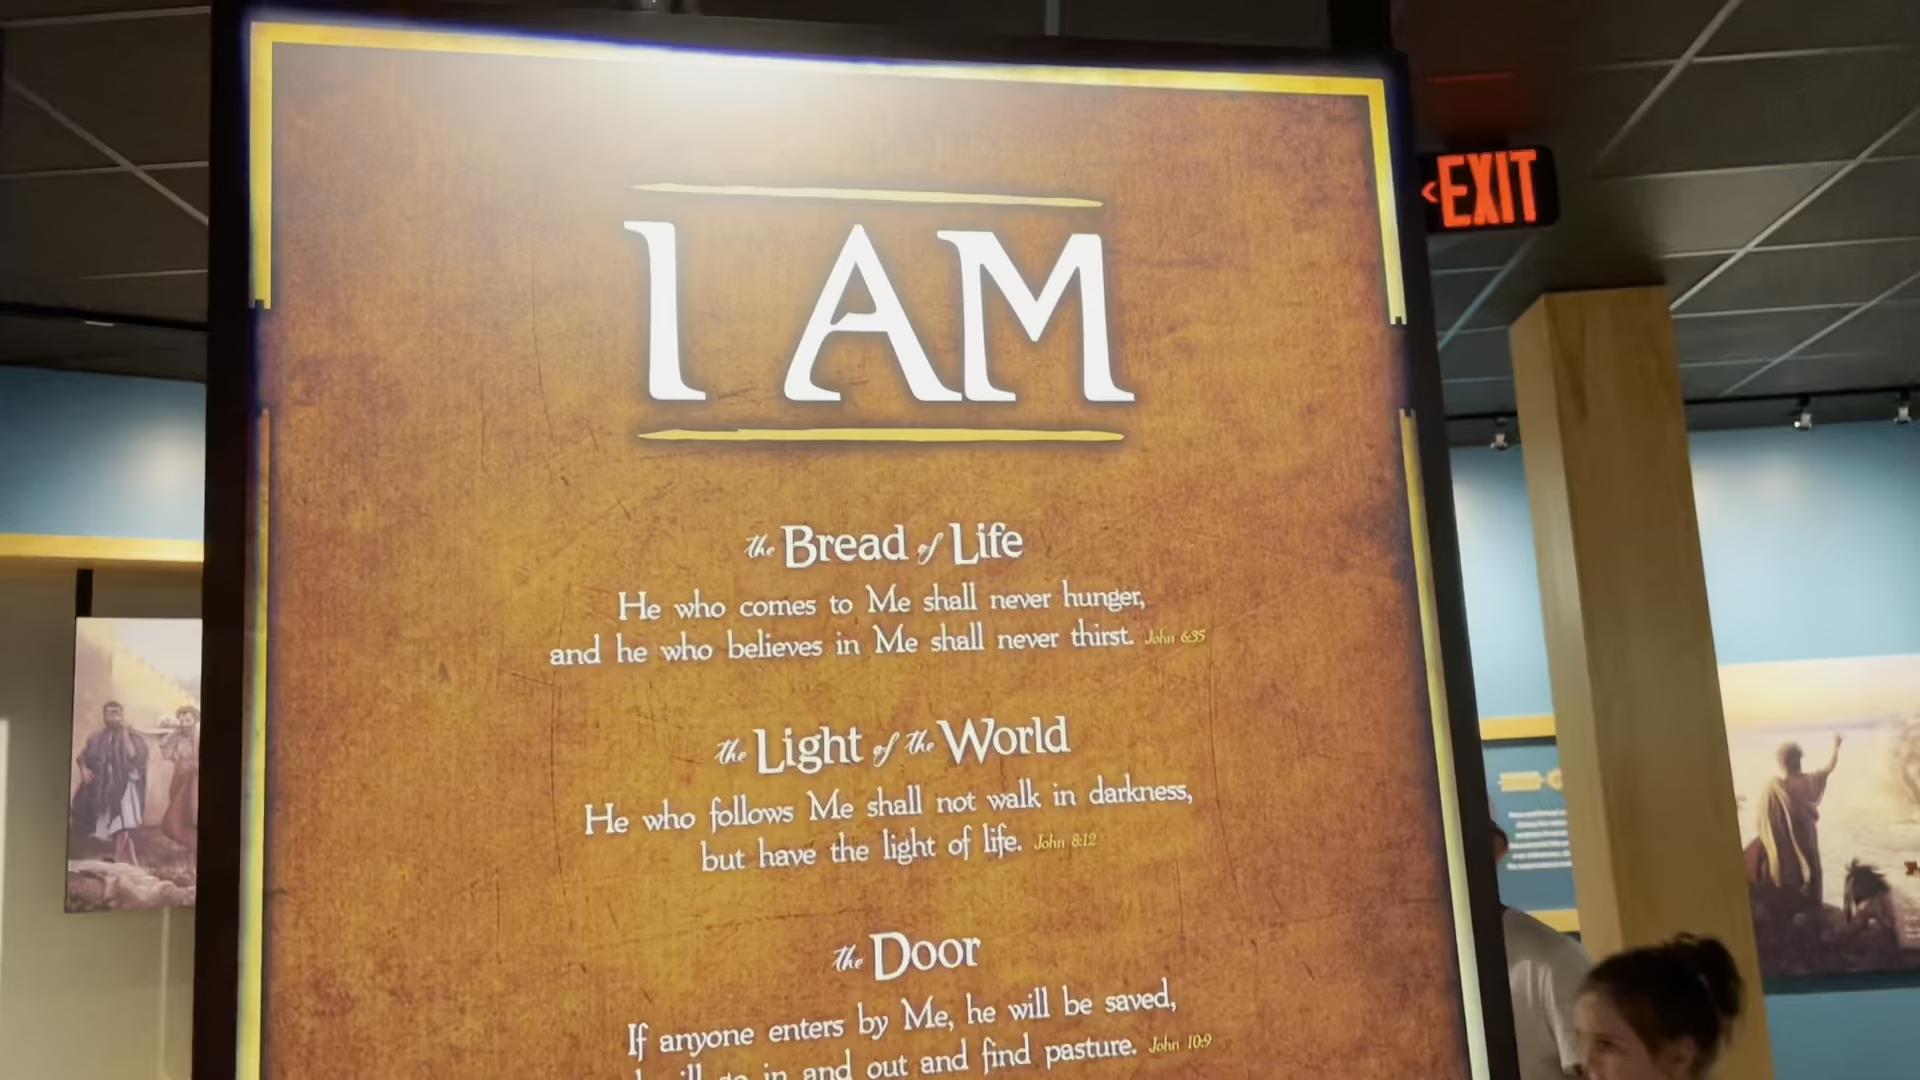 I AM
the Bread of Life
He who comes to Me shall never hunger,
and he who believes in Me shall never thirst. John 6:35
the Light of the World
He who follows Me shall not walk in darkness,
but have the light of life. John 8:12
the Door
If anyone enters by Me, he will be saved,
in and out and find pasture. John 10:9
<EXIT